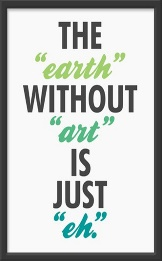 THE
“earth”
WITHOUT
“art”
IS
JUST
“eh.”